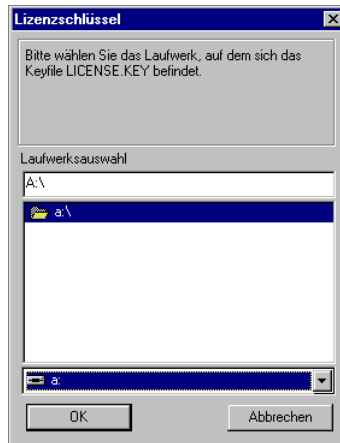 Lizenzschlüssel
Bitte wählen Sie das Laufwerk, auf dem sich das
Keyfile LICENSE.KEY befindet.
Laufwerksauswahl
A:\
a:\
a:
OK
Abbrechen